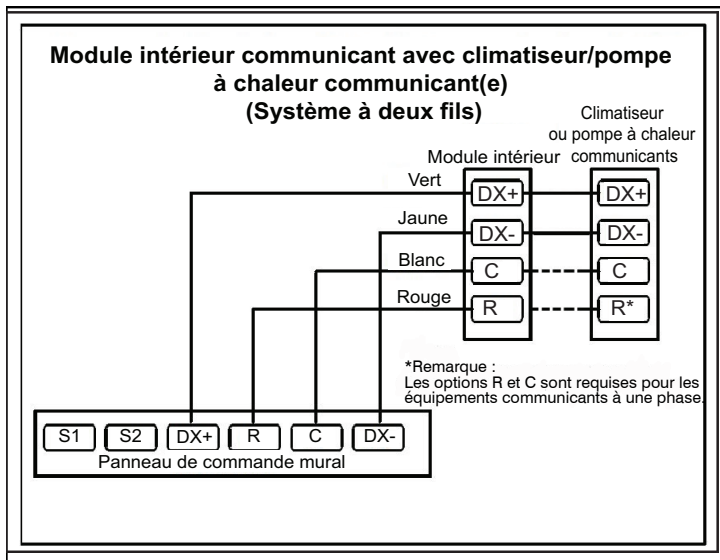 Module intérieur communicant avec climatiseur/pompe
à chaleur communicant(e)
(Système à deux fils)
Climatiseur
ou pompe à chaleur
communicants
Module intérieur
Vert
DX+
DX+
Jaune
DX-
DX-
Blanc
C
C
Rouge
R
R*
*Remarque :
Les options R et C sont requises pour les
équipements communicants à une phase.
S1
S2
DX+
R
C
DX-
Panneau de commande mural